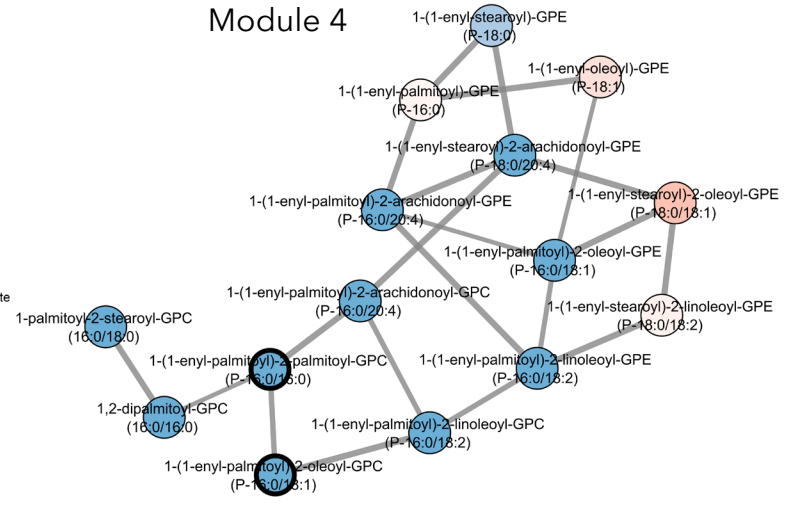 Module 4
1-(1-enyl-stearoyl)-GPE
(P-18:0)
1-(1-enyl-oleoyl)-GPE
(P-18:1)
1-(1-enyl-palmitoyl)-GPE
(P-16:0)
1-(1-enyl-stearoyl)-2-arachidonoyl-GPE
(P-18:0/20:4)
1-(1-enyl-stearoyl)-2-oleoyl-GPE
(P-18:0/18:1)
1-(1-enyl-palmitoyl)-2-arachidonoyl-GPE
(P-16:0/20:4)
1-(1-enyl-palmitoyl)-2-oleoyl-GPE
(P-16:0/18:1)
1-(1-enyl-palmitoyl)-2-arachidonoyl-GPC
(P-16:0/20:4)
te
1-(1-enyl-stearoyl)-2-linoleoyl-GPE
(P-18:0/18:2)
1-palmitoyl-2-stearoyl-GPC
(16:0/18:0)
1-(1-enyl-palmitoyl)-2-palmitoyl-GPC
(P-16:0/16:0)
1-(1-enyl-palmitoyl)-2-linoleoyl-GPE
(P-16:0/18:2)
1,2-dipalmitoyl-GPC
(16:0/16:0)
1-(1-enyl-palmitoyl)-2-linoleoyl-GPC
(P-16:0/18:2)
1-(1-enyl-palmitoyl)-2-oleoyl-GPC
(P-16:0/18:1)